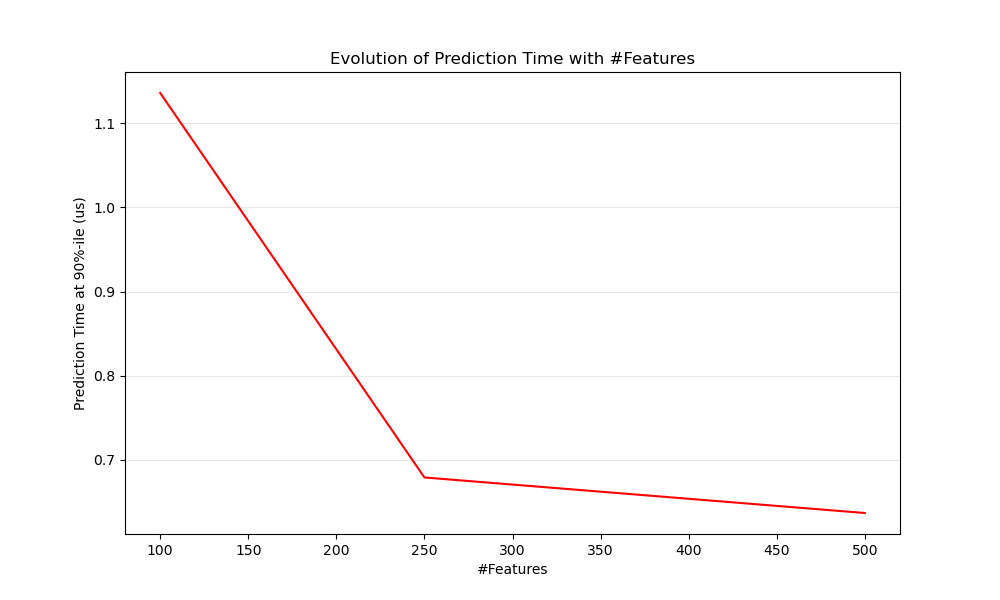 Evolution of Prediction Time with #Features
Prediction Time at 90%-ile (us)
1.1
1.0
0.9
0.8
0.7
100 150 200 250 300 350 400 450 500
#Features